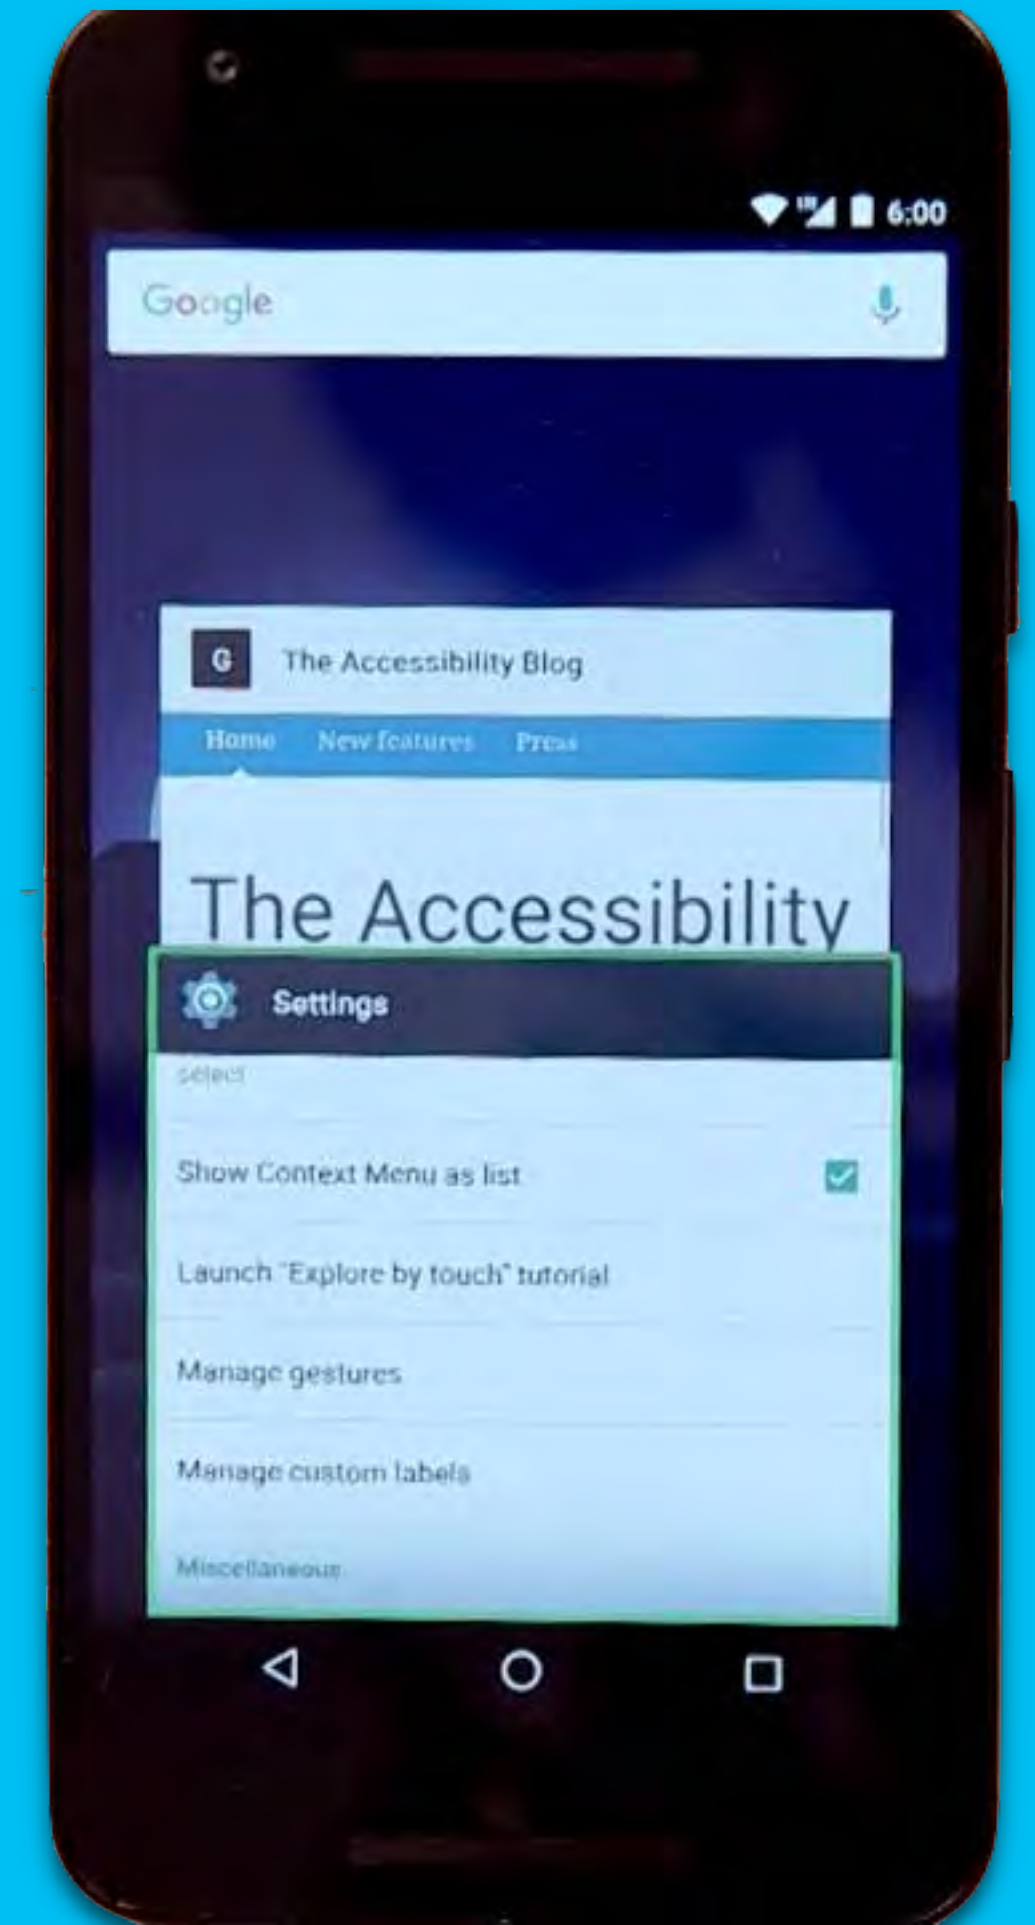 6:00
Google
G The Accessibility Blog
Home New features Press
The Accessibility
Settings
select
Show Context Menu as list
Launch "Explore by touch" tutorial
Manage gestures
Manage custom labels
Miscellaneous